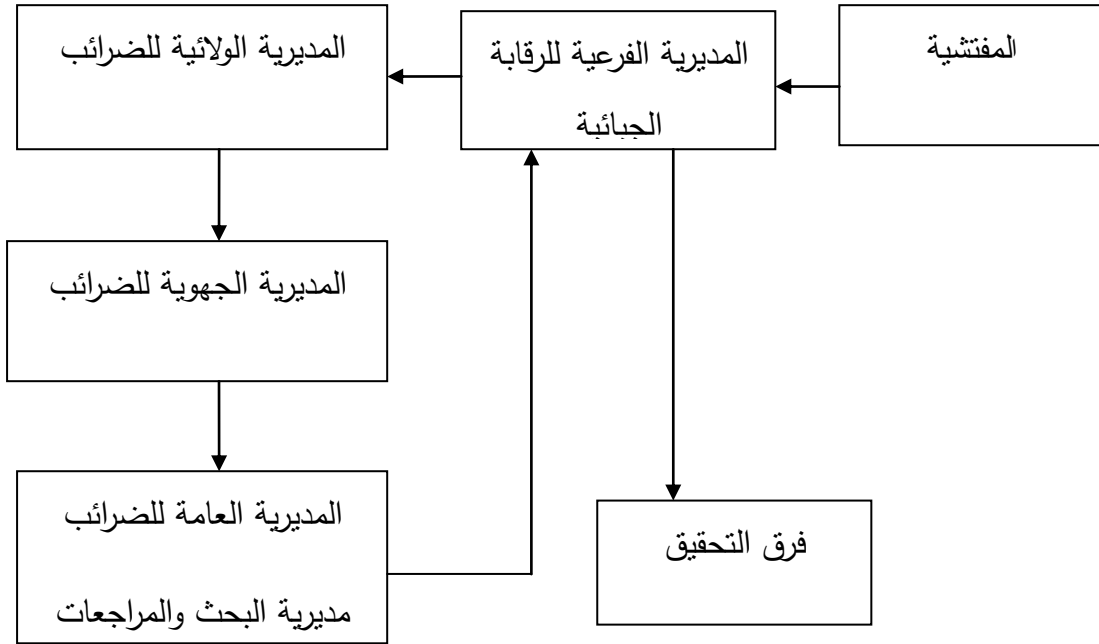 المفتشية
المديرية الفرعية للرقابة
الجبائية
المديرية الولائية للضرائب
المديرية الجهوية للضرائب
المديرية العامة للضرائب
مديرية البحث والمراجعات
فرق التحقيق